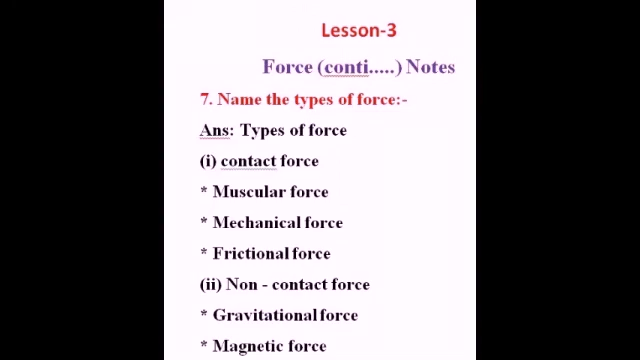 Lesson-3
Force (conti.....) Notes
7. Name the types of force:-
Ans: Types of force
(i) contact force
* Muscular force
* Mechanical force
* Frictional force
(ii) Non - contact force
* Gravitational force
* Magnetic force